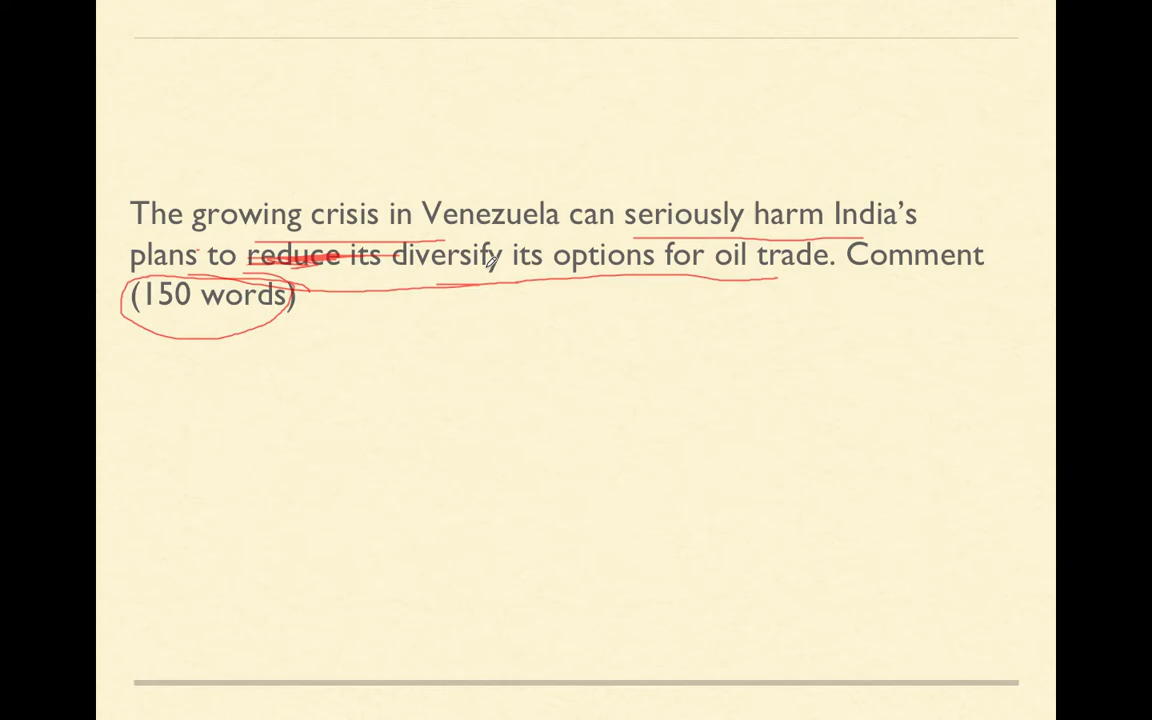 The growing crisis in Venezuela can seriously harm India’s
plans to reduce its diversify its options for oil trade. Comment
(150 words)